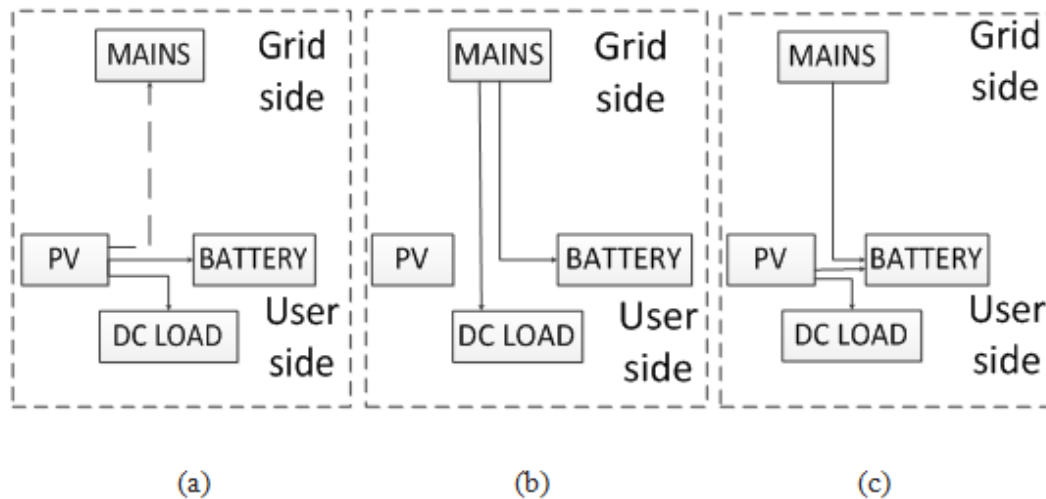 MAINS
Grid
side
PV
BATTERY
DC LOAD
User
side
MAINS
Grid
side
PV
BATTERY
DC LOAD
User
side
MAINS
Grid
side
PV
BATTERY
DC LOAD
User
side
(a)
(b)
(c)